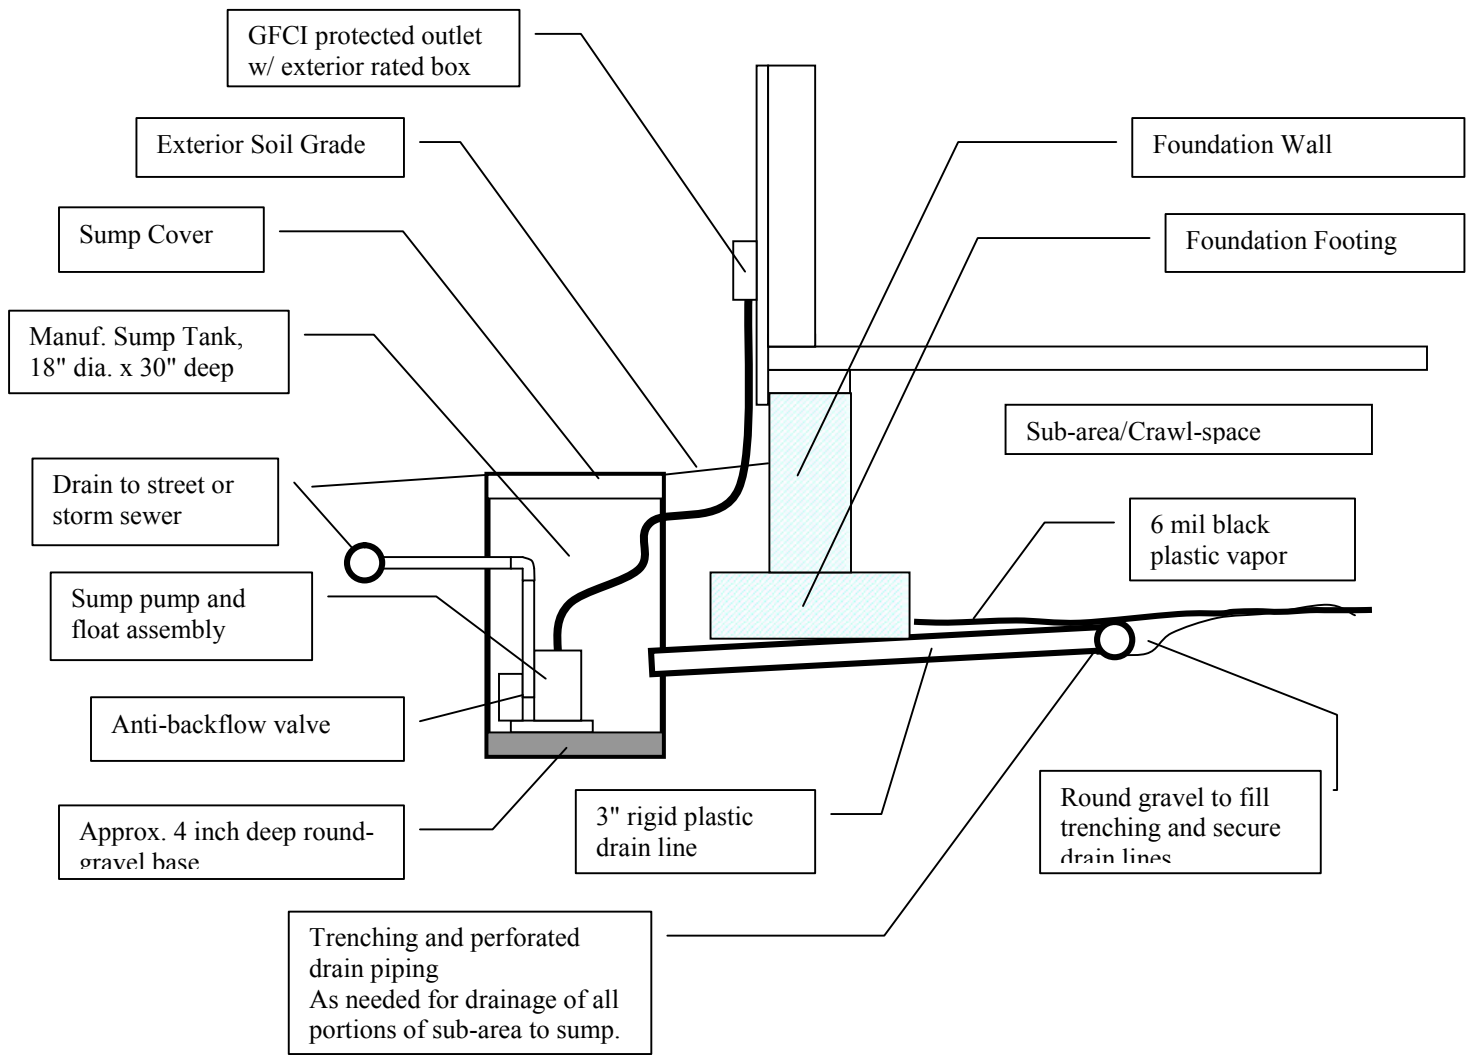 GFCI protected outlet
w/ exterior rated box
Exterior Soil Grade
Foundation Wall
Sump Cover
Foundation Footing
Manuf. Sump Tank,
18" dia. x 30" deep
Sub-area/Crawl-space
Drain to street or
storm sewer
6 mil black
plastic vapor
Sump pump and
float assembly
Anti-backflow valve
Approx. 4 inch deep round-
gravel base
3" rigid plastic
drain line
Round gravel to fill
trenching and secure
drain lines
Trenching and perforated
drain piping
As needed for drainage of all
portions of sub-area to sump.